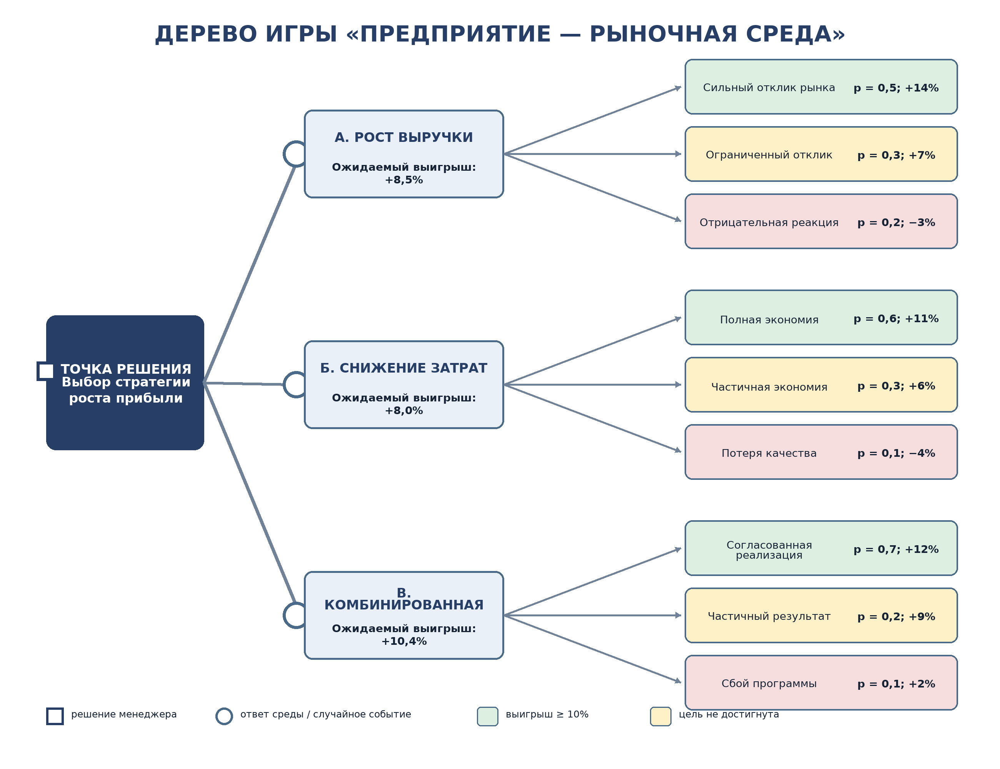 ДЕРЕВО ИГРЫ «ПРЕДПРИЯТИЕ — РЫНОЧНАЯ СРЕДА»
ТОЧКА РЕШЕНИЯ
Выбор стратегии
роста прибыли
А. РОСТ ВЫРУЧКИ
Ожидаемый выигрыш:
+8,5%
Сильный отклик рынка p = 0,5; +14%
Ограниченный отклик p = 0,3; +7%
Отрицательная реакция p = 0,2; −3%
Б. СНИЖЕНИЕ ЗАТРАТ
Ожидаемый выигрыш:
+8,0%
Полная экономия p = 0,6; +11%
Частичная экономия p = 0,3; +6%
Потеря качества p = 0,1; −4%
В.
КОМБИНИРОВАННАЯ
Ожидаемый выигрыш:
+10,4%
Согласованная
реализация
p = 0,7; +12%
Частичный результат p = 0,2; +9%
Сбой программы p = 0,1; +2%
решение менеджера
ответ среды / случайное событие
выигрыш ≥ 10%
цель не достигнута